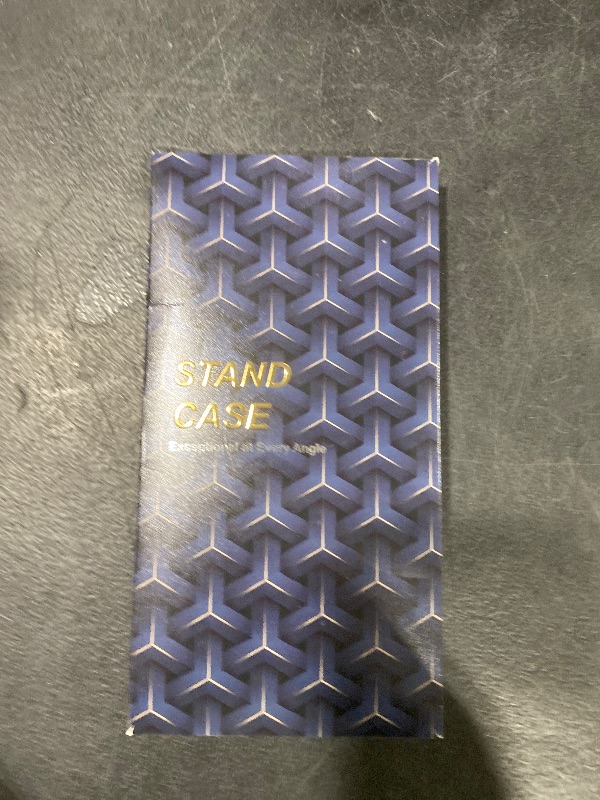 STAND
CASE
Exceptional at Every Angle